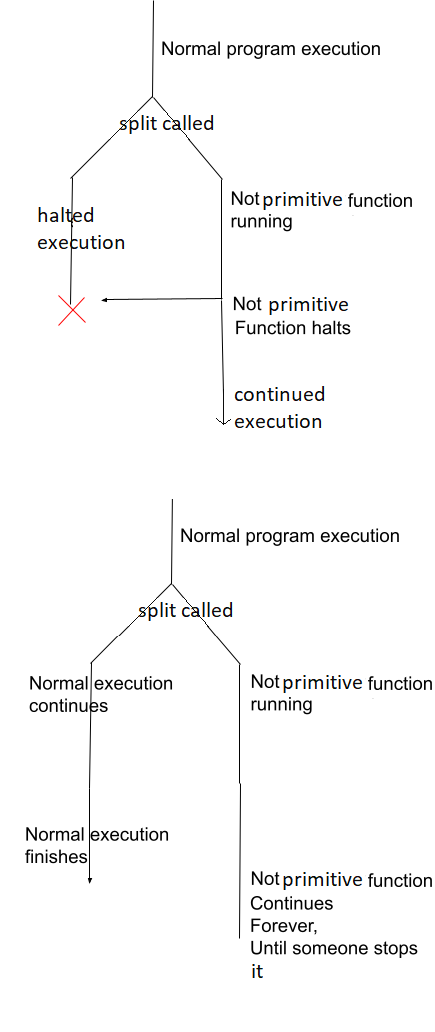 Normal program execution
split called
halted
execution
Not primitive function
running
Not primitive
Function halts
continued
execution
Normal program execution
split called
Normal execution
continues
Not primitive function
running
Normal execution
finishes
Not primitive function
Continues
Forever,
Until someone stops
it